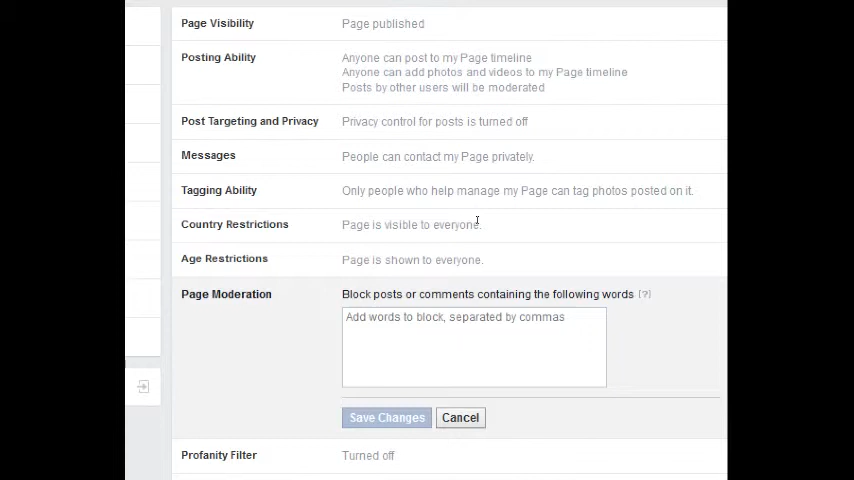 Page Visibility Page published
Posting Ability Anyone can post to my Page timeline
Anyone can add photos and videos to my Page timeline
Posts by other users will be moderated
Post Targeting and Privacy Privacy control for posts is turned off
Messages People can contact my Page privately.
Tagging Ability Only people who help manage my Page can tag photos posted on it.
Country Restrictions Page is visible to everyone.
Age Restrictions Page is shown to everyone.
Page Moderation Block posts or comments containing the following words [?]
Add words to block, separated by commas
Save Changes Cancel
Profanity Filter Turned off